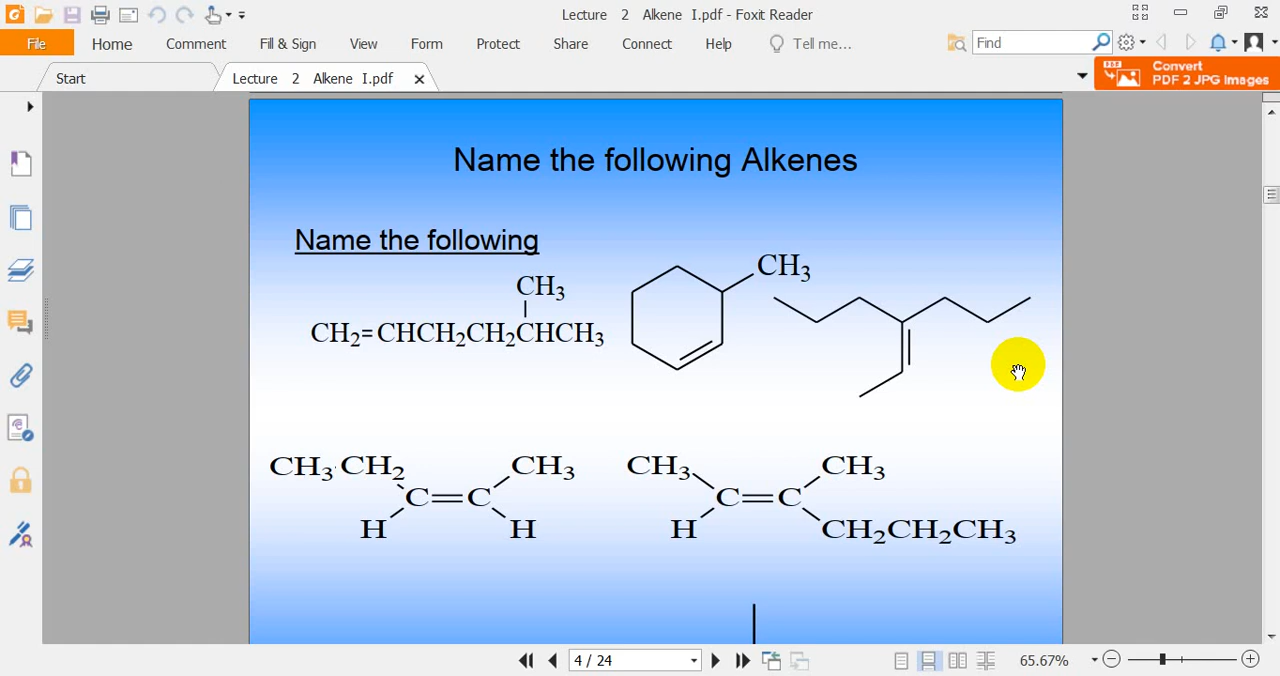 Lecture 2 Alkene I.pdf - Foxit Reader
File Home Comment Fill & Sign View Form Protect Share Connect Help Tell me... Find
Start Lecture 2 Alkene I.pdf Convert
PDF 2 JPG Images
Name the following Alkenes
Name the following
CH3
CH2=CHCH2CH2CHCH3
CH3
CH3 CH2 CH3
C=C
H H
CH3 CH3
C=C
H CH2CH2CH3
4 / 24 65.67%